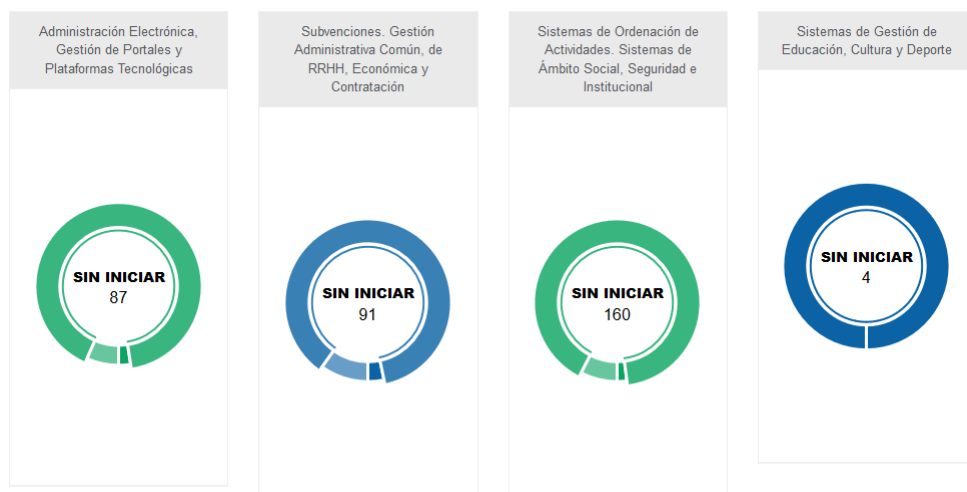 Administración Electrónica,
Gestión de Portales y
Plataformas Tecnológicas
SIN INICIAR
87
Subvenciones. Gestión
Administrativa Común, de
RRHH, Económica y
Contratación
SIN INICIAR
91
Sistemas de Ordenación de
Actividades. Sistemas de
Ámbito Social, Seguridad e
Institucional
SIN INICIAR
160
Sistemas de Gestión de
Educación, Cultura y Deporte
SIN INICIAR
4